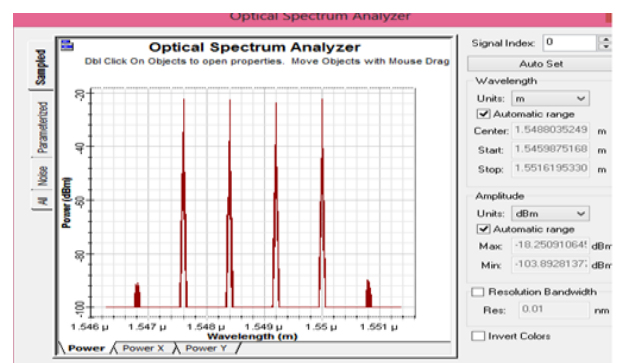 Optical Spectrum Analyzer
Optical Spectrum Analyzer
Dbl Click On Objects to open properties. Move Objects with Mouse Drag
Sampled
Parameterized
Noise
All
Power (dBm)
-20
-40
-60
-80
-100
1.546 µ 1.547 µ 1.548 µ 1.549 µ 1.55 µ 1.551 µ
Wavelength (m)
Power Power X Power Y
Signal Index: 0
Auto Set
Wavelength
Units: m
Automatic range
Center: 1.5488035249 m
Start: 1.5459875168 m
Stop: 1.5516195330 m
Amplitude
Units: dBm
Automatic range
Max: -18.25091064 dBm
Min: -103.8928137 dBm
Resolution Bandwidth
Res: 0.01 nm
Invert Colors